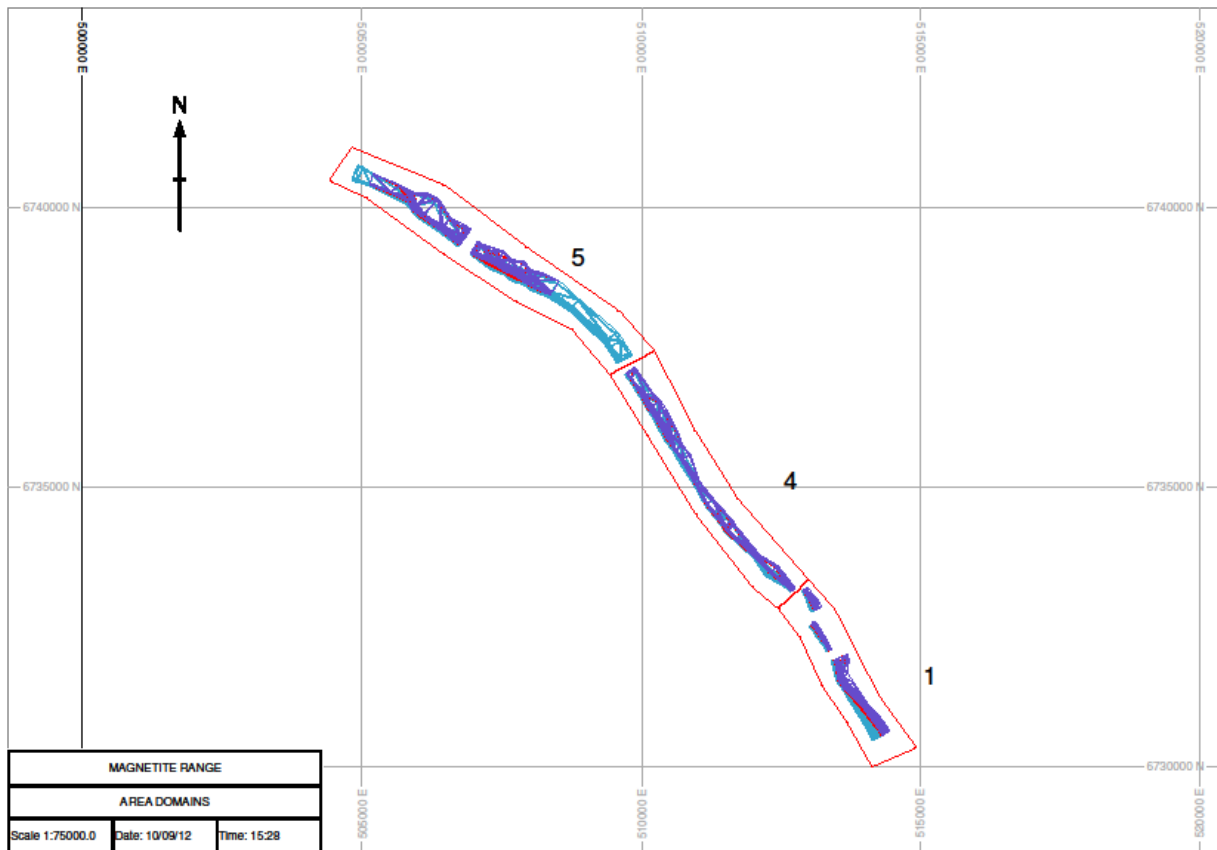 500000 E
505000 E
510000 E
515000 E
520000 E
N
6740000 N
6740000 N
5
6735000 N
4
6735000 N
1
6730000 N
MAGNETITE RANGE
AREA DOMAINS
Scale 1:75000.0 Date: 10/09/12 Time: 15:28
505000 E
510000 E
515000 E
520000 E